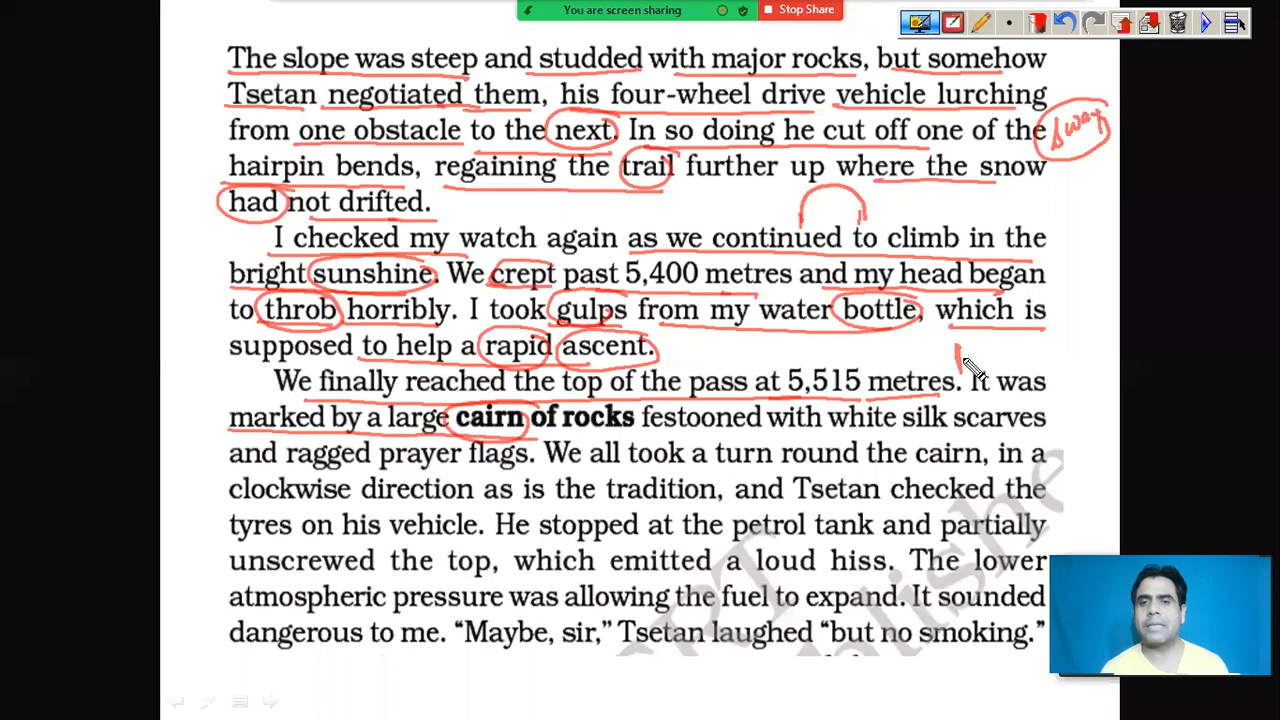 You are screen sharing
Stop Share
The slope was steep and studded with major rocks, but somehow
Tsetan negotiated them, his four-wheel drive vehicle lurching
from one obstacle to the next. In so doing he cut off one of the
sway
hairpin bends, regaining the trail further up where the snow
had not drifted.
I checked my watch again as we continued to climb in the
bright sunshine. We crept past 5,400 metres and my head began
to throb horribly. I took gulps from my water bottle, which is
supposed to help a rapid ascent.
We finally reached the top of the pass at 5,515 metres. It was
marked by a large cairn of rocks festooned with white silk scarves
and ragged prayer flags. We all took a turn round the cairn, in a
clockwise direction as is the tradition, and Tsetan checked the
tyres on his vehicle. He stopped at the petrol tank and partially
unscrewed the top, which emitted a loud hiss. The lower
atmospheric pressure was allowing the fuel to expand. It sounded
dangerous to me. “Maybe, sir,” Tsetan laughed “but no smoking.”